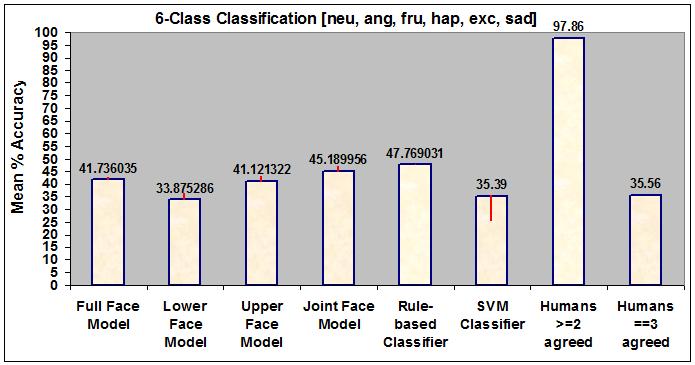 6-Class Classification [neu, ang, fru, hap, exc, sad]
Mean % Accuracy
100
95
90
85
80
75
70
65
60
55
50
45
40
35
30
25
20
15
10
5
0
41.736035
33.875286
41.121322
45.189956
47.769031
35.39
97.86
35.56
Full Face
Model
Lower
Face
Model
Upper
Face
Model
Joint Face
Model
Rule-
based
Classifier
SVM
Classifier
Humans
>=2
agreed
Humans
==3
agreed